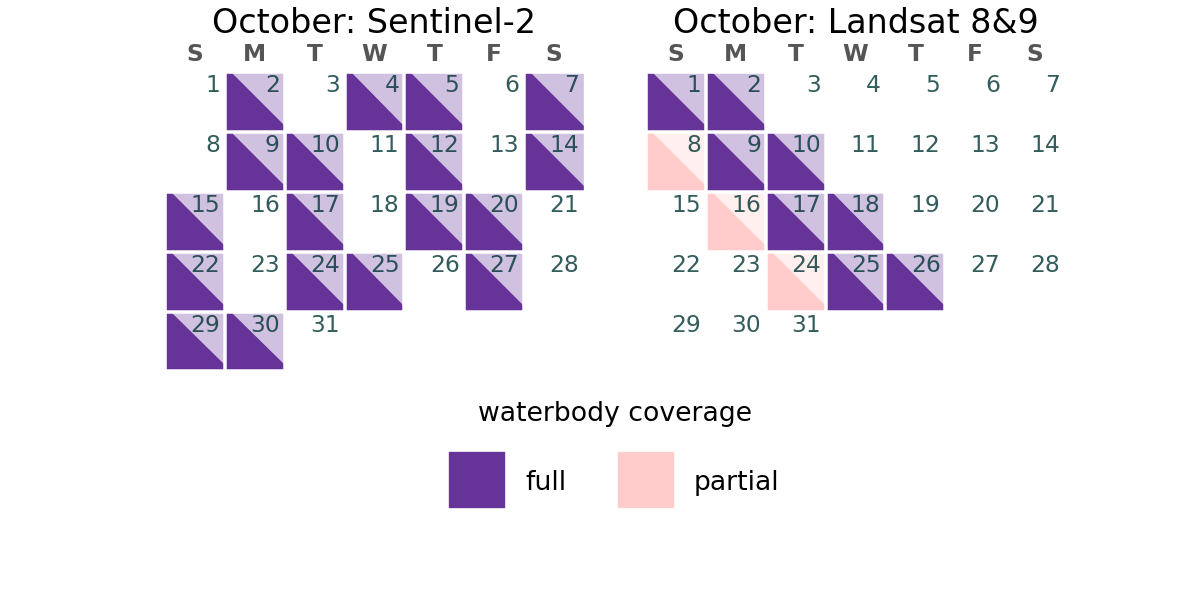 October: Sentinel-2
S M T W T F S
1 2 3 4 5 6 7
8 9 10 11 12 13 14
15 16 17 18 19 20 21
22 23 24 25 26 27 28
29 30 31
October: Landsat 8&9
S M T W T F S
1 2 3 4 5 6 7
8 9 10 11 12 13 14
15 16 17 18 19 20 21
22 23 24 25 26 27 28
29 30 31
waterbody coverage
full partial